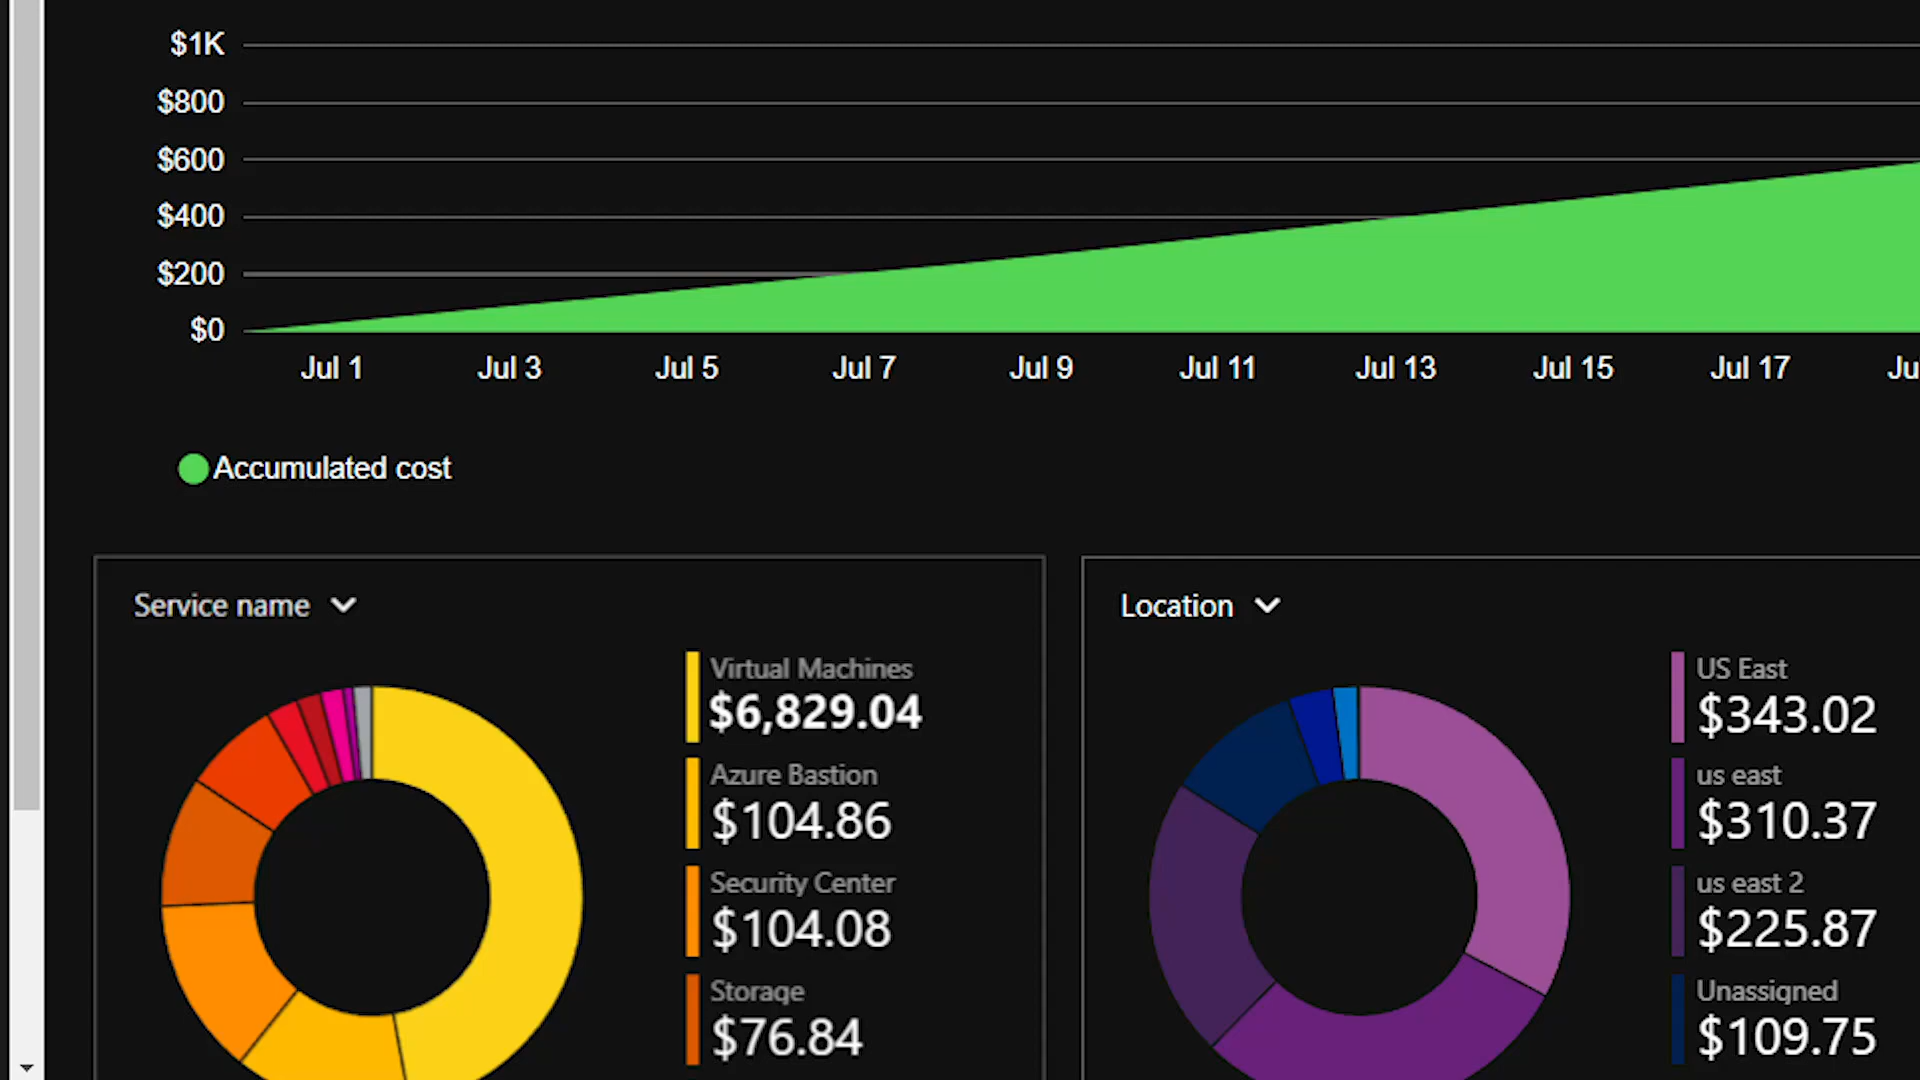 $1K
$800
$600
$400
$200
$0
Jul 1 Jul 3 Jul 5 Jul 7 Jul 9 Jul 11 Jul 13 Jul 15 Jul 17 Ju
Accumulated cost
Service name
Virtual Machines
$6,829.04
Azure Bastion
$104.86
Security Center
$104.08
Storage
$76.84
Location
US East
$343.02
us east
$310.37
us east 2
$225.87
Unassigned
$109.75